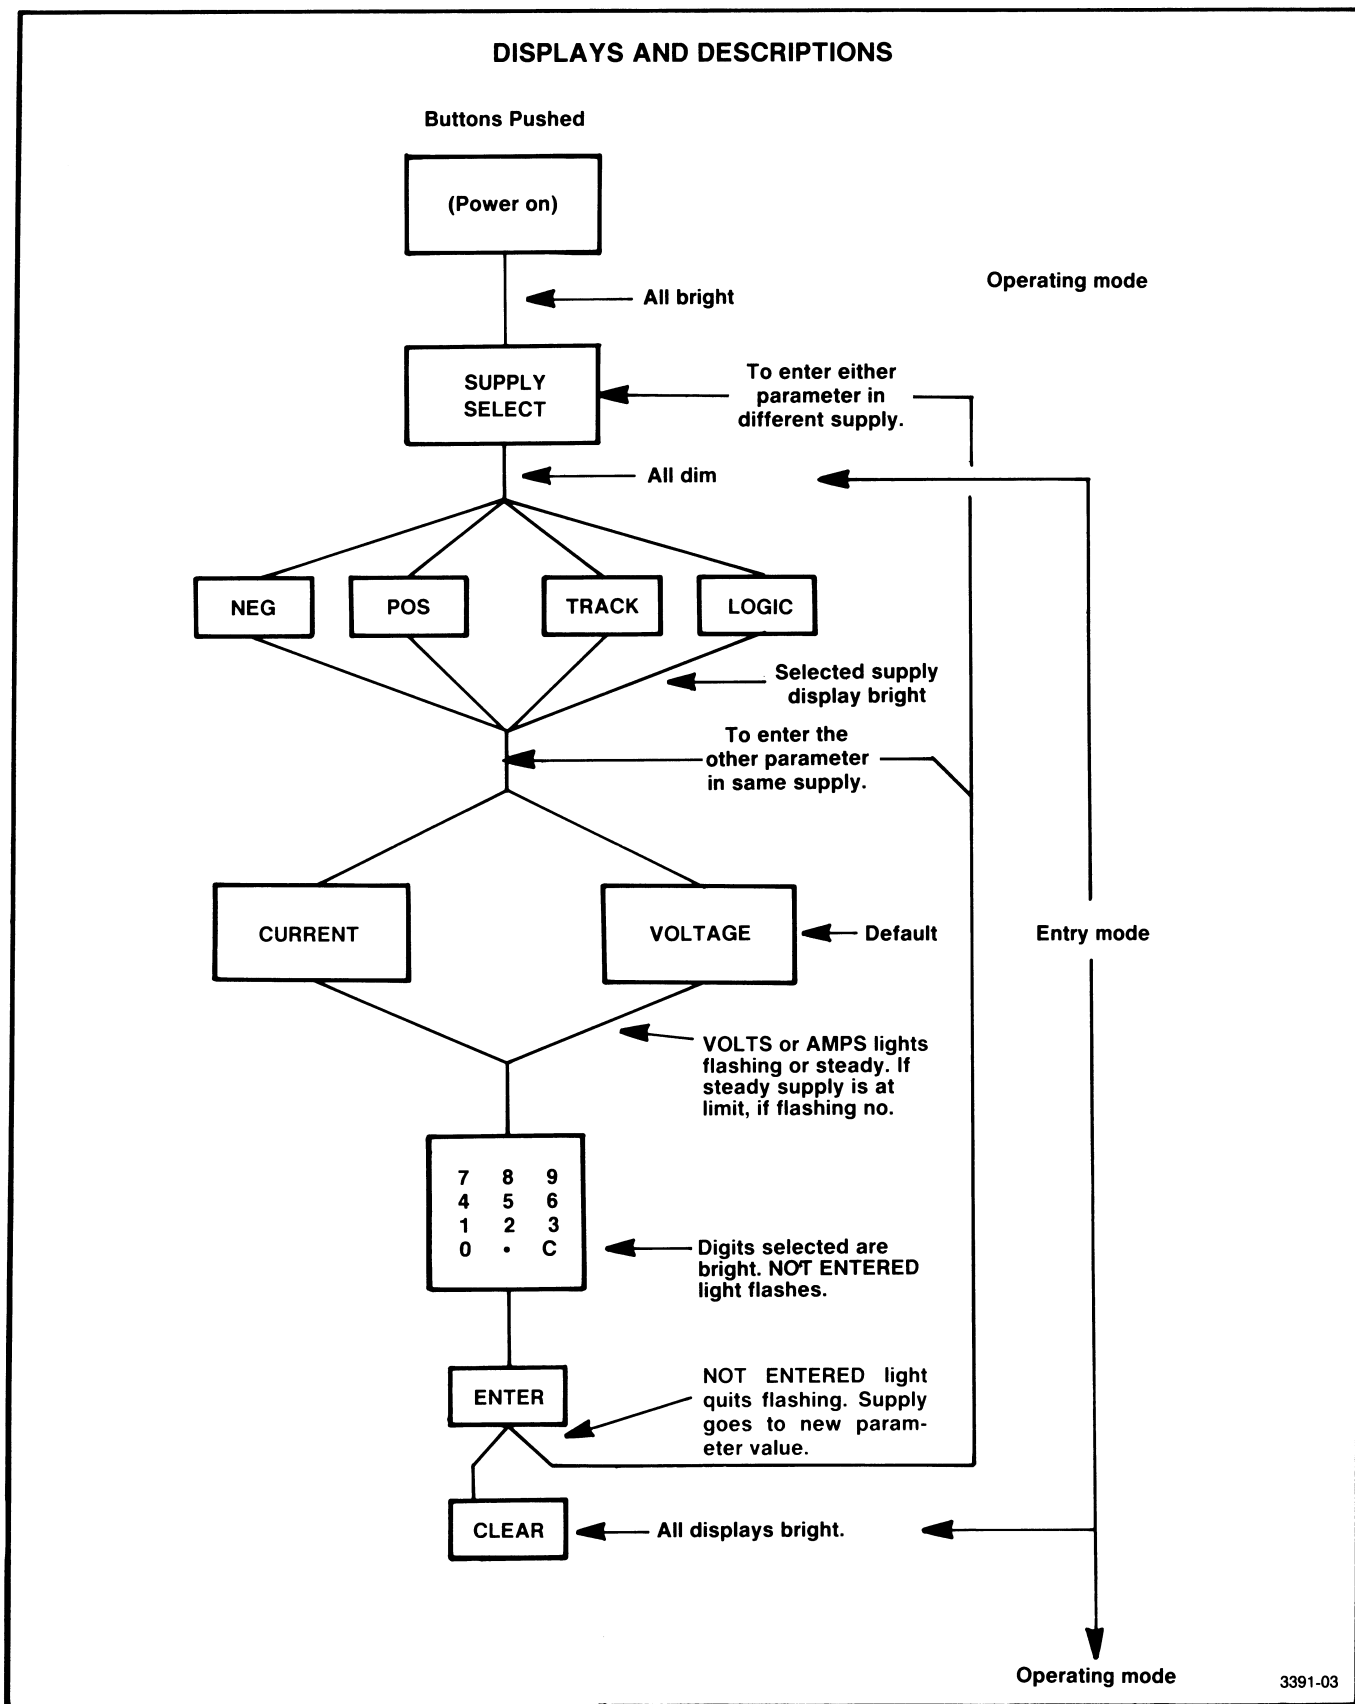 DISPLAYS AND DESCRIPTIONS
Buttons Pushed
(Power on)
Operating mode
All bright
SUPPLY
SELECT
To enter either
parameter in
different supply.
All dim
NEG
POS
TRACK
LOGIC
Selected supply
display bright
To enter the
other parameter
in same supply.
CURRENT
VOLTAGE
Default
Entry mode
VOLTS or AMPS lights
flashing or steady. If
steady supply is at
limit, if flashing no.
7 8 9
4 5 6
1 2 3
0 • C
Digits selected are
bright. NOT ENTERED
light flashes.
ENTER
NOT ENTERED light
quits flashing. Supply
goes to new param-
eter value.
CLEAR
All displays bright.
Operating mode
3391-03